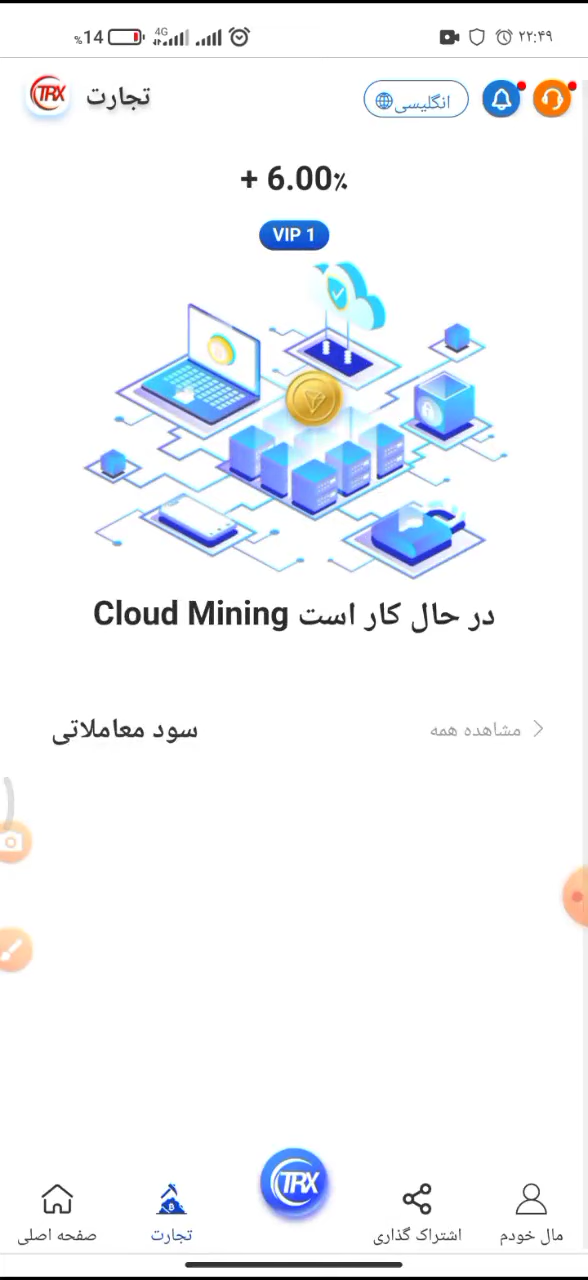 %14 4G ۲۲:۴۹
TRX تجارت انگلیسی
+ 6.00٪
VIP 1
Cloud Mining در حال کار است
سود معاملاتی مشاهده همه
TRX
صفحه اصلی تجارت اشتراک گذاری مال خودم